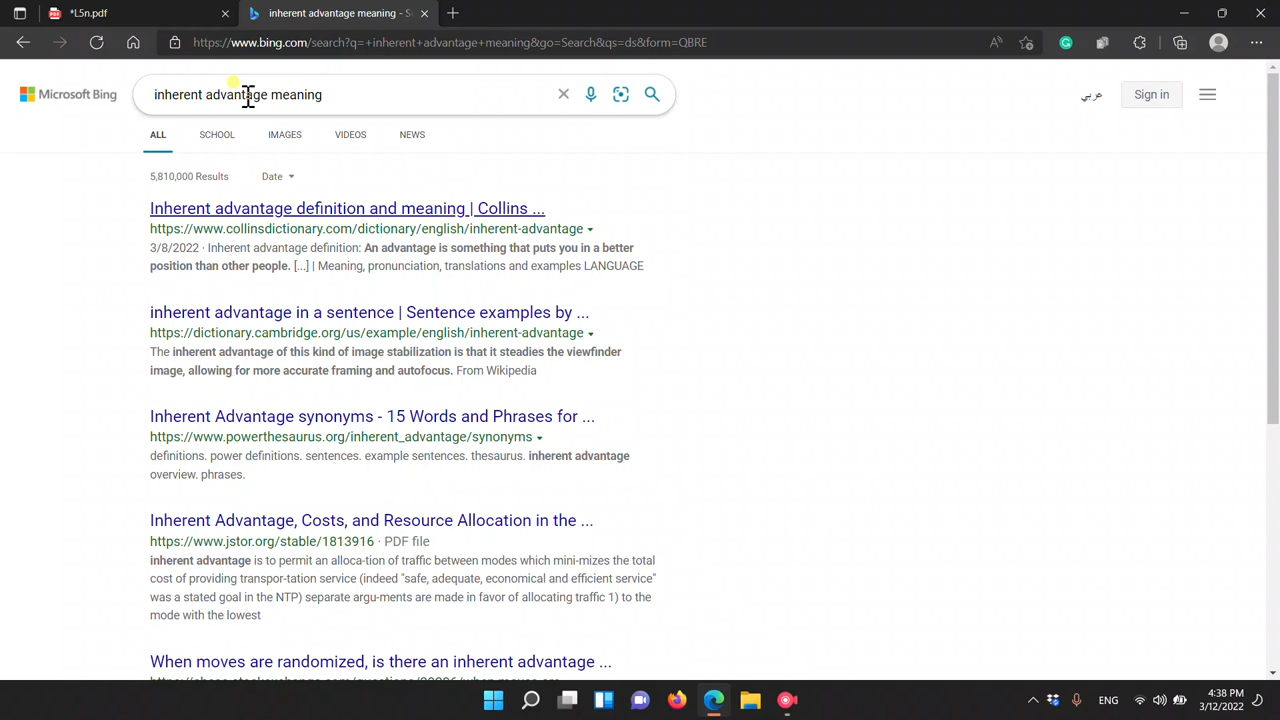 *L5n.pdf
inherent advantage meaning - S
https://www.bing.com/search?q=+inherent+advantage+meaning&go=Search&qs=ds&form=QBRE
Microsoft Bing
inherent advantage meaning
عربي
Sign in
ALL SCHOOL IMAGES VIDEOS NEWS
5,810,000 Results Date
Inherent advantage definition and meaning | Collins ...
https://www.collinsdictionary.com/dictionary/english/inherent-advantage
3/8/2022 · Inherent advantage definition: An advantage is something that puts you in a better
position than other people. [...] | Meaning, pronunciation, translations and examples LANGUAGE
inherent advantage in a sentence | Sentence examples by ...
https://dictionary.cambridge.org/us/example/english/inherent-advantage
The inherent advantage of this kind of image stabilization is that it steadies the viewfinder
image, allowing for more accurate framing and autofocus. From Wikipedia
Inherent Advantage synonyms - 15 Words and Phrases for ...
https://www.powerthesaurus.org/inherent_advantage/synonyms
definitions. power definitions. sentences. example sentences. thesaurus. inherent advantage
overview. phrases.
Inherent Advantage, Costs, and Resource Allocation in the ...
https://www.jstor.org/stable/1813916 · PDF file
inherent advantage is to permit an alloca-tion of traffic between modes which mini-mizes the total
cost of providing transpor-tation service (indeed "safe, adequate, economical and efficient service"
was a stated goal in the NTP) separate argu-ments are made in favor of allocating traffic 1) to the
mode with the lowest
When moves are randomized, is there an inherent advantage ...
ENG
4:38 PM
3/12/2022